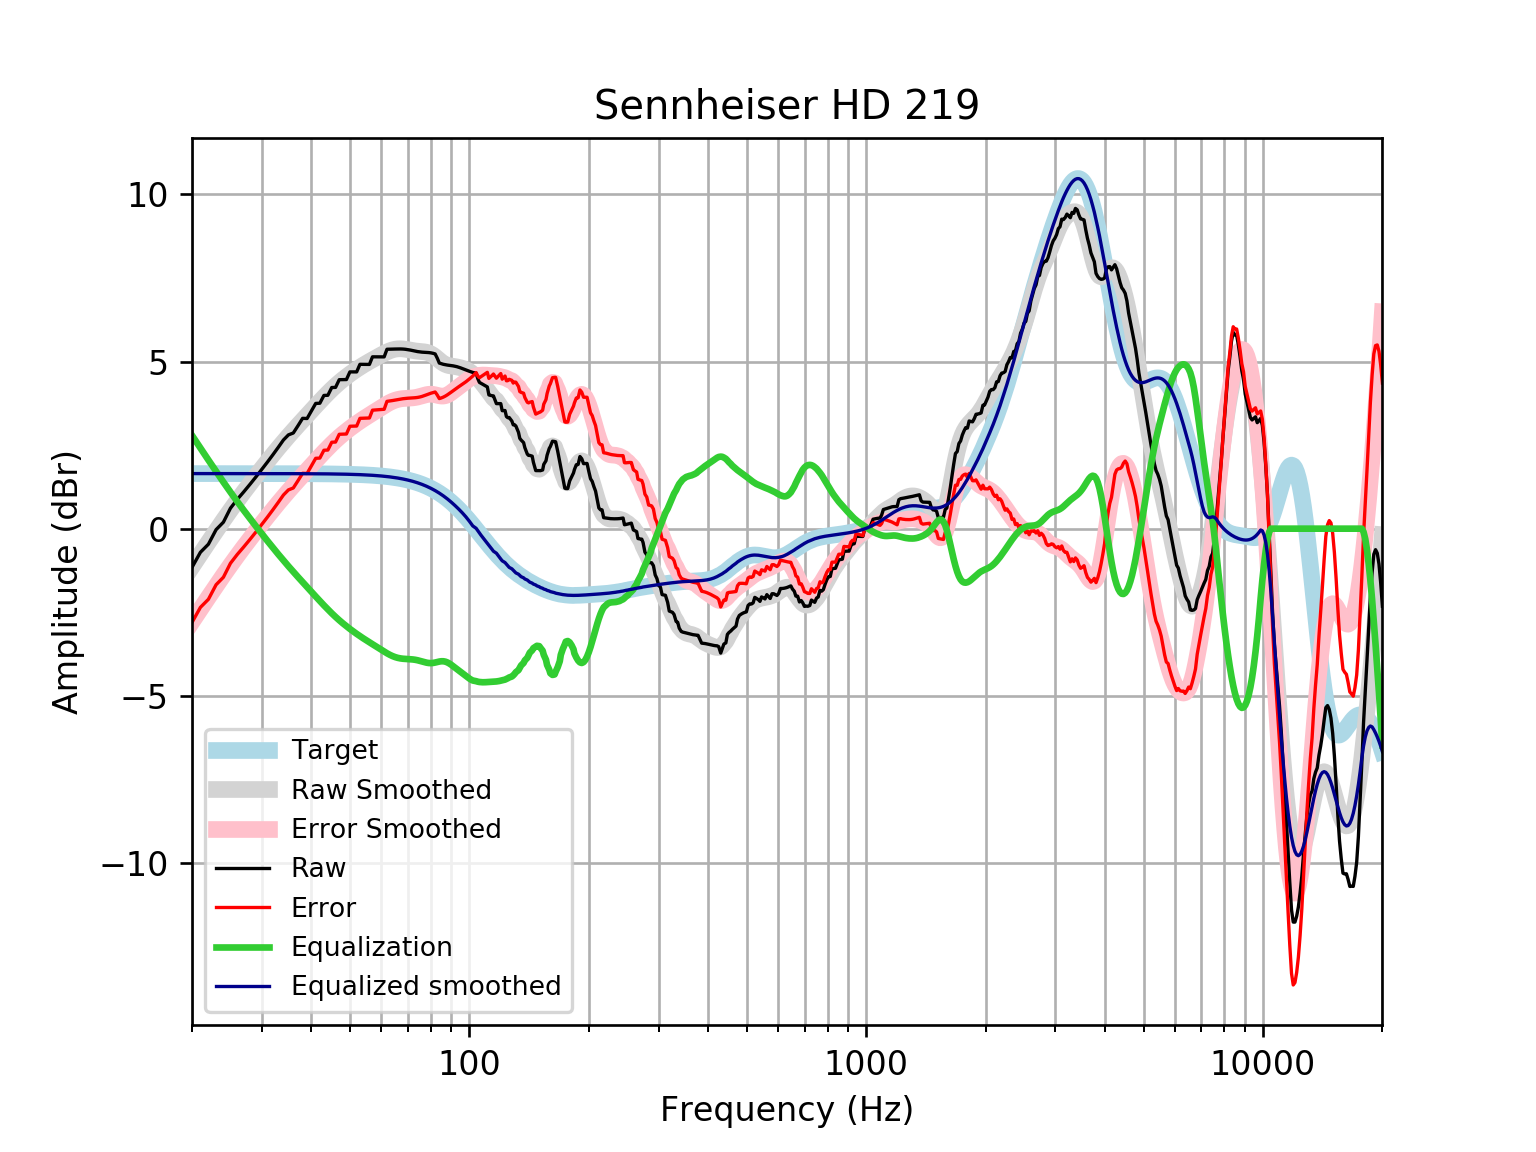 Sennheiser HD 219
10
5
0
−5
−10
Amplitude (dBr)
Target
Raw Smoothed
Error Smoothed
Raw
Error
Equalization
Equalized smoothed
100
1000
10000
Frequency (Hz)